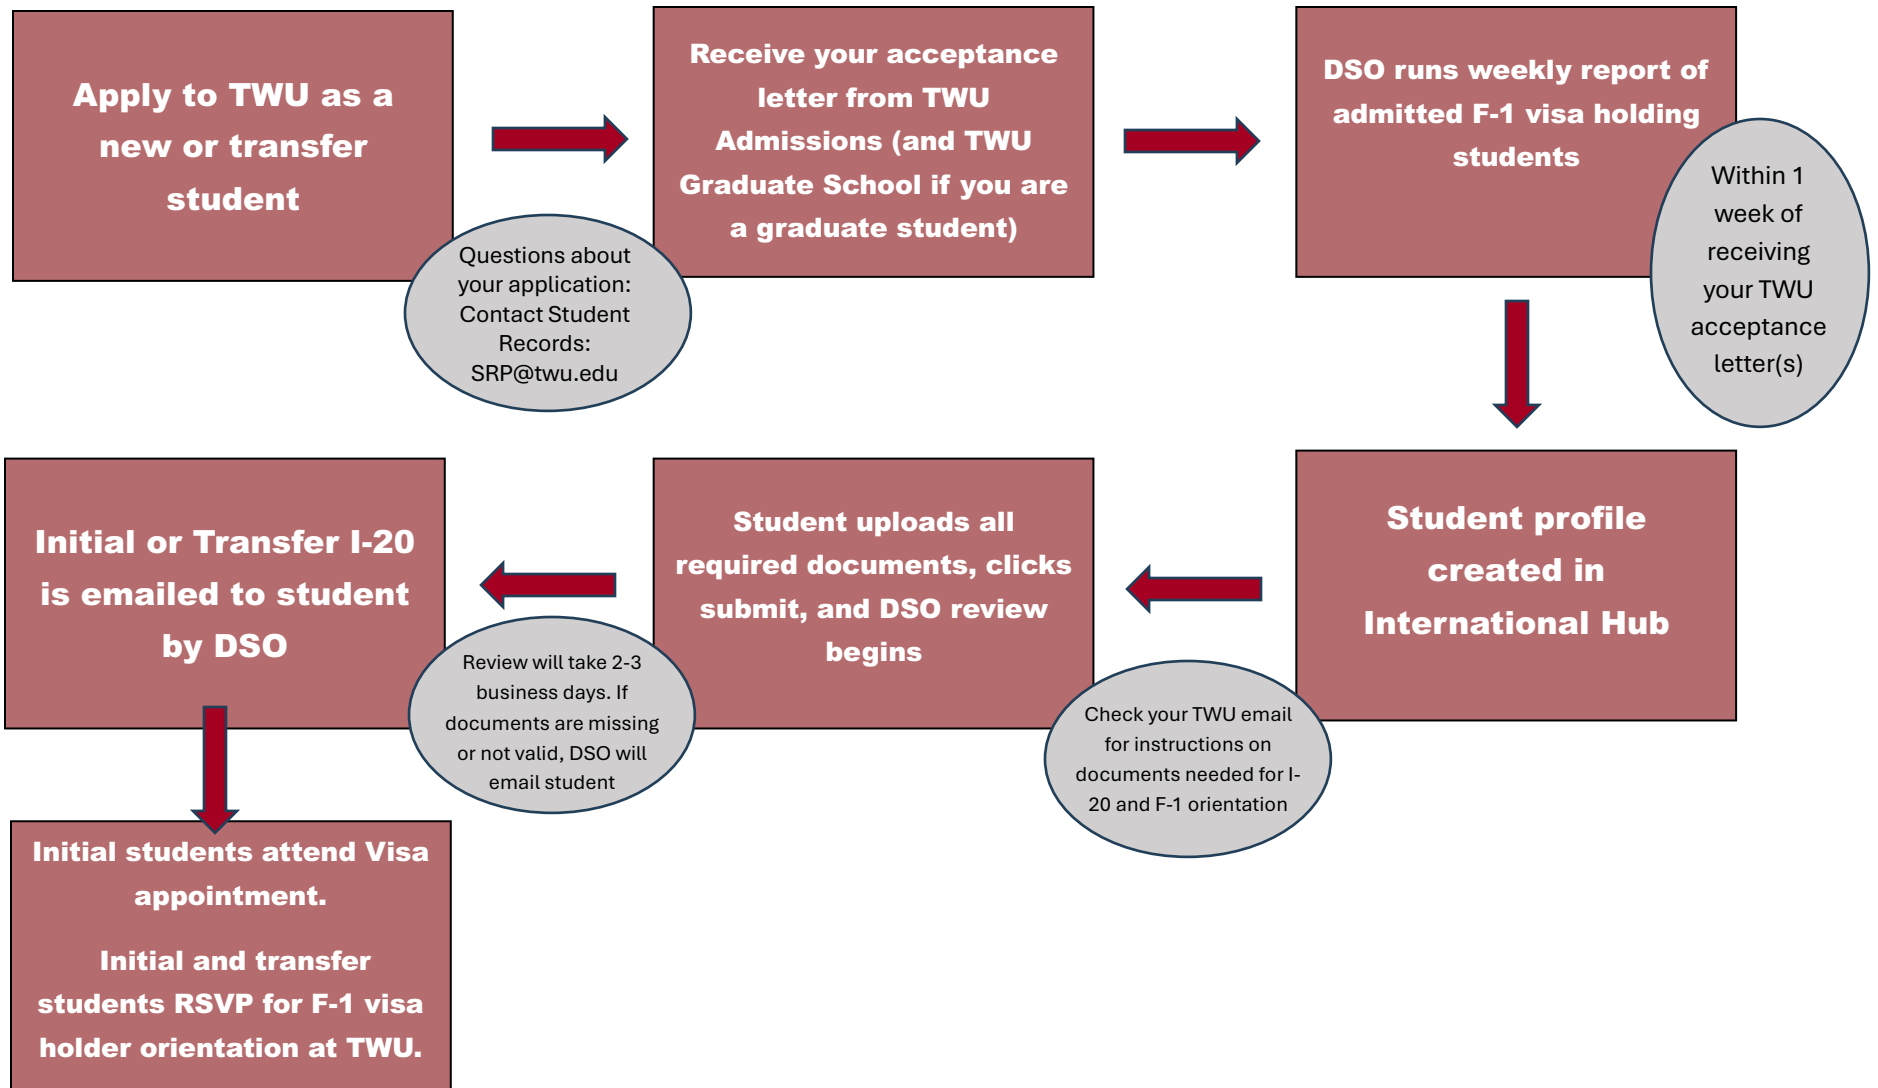 Apply to TWU as a
new or transfer
student
Questions about
your application:
Contact Student
Records:
SRP@twu.edu
Receive your acceptance
letter from TWU
Admissions (and TWU
Graduate School if you are
a graduate student)
DSO runs weekly report of
admitted F-1 visa holding
students
Within 1
week of
receiving
your TWU
acceptance
letter(s)
Student profile
created in
International Hub
Check your TWU email
for instructions on
documents needed for I-
20 and F-1 orientation
Student uploads all
required documents, clicks
submit, and DSO review
begins
Review will take 2-3
business days. If
documents are missing
or not valid, DSO will
email student
Initial or Transfer I-20
is emailed to student
by DSO
Initial students attend Visa
appointment.
Initial and transfer
students RSVP for F-1 visa
holder orientation at TWU.